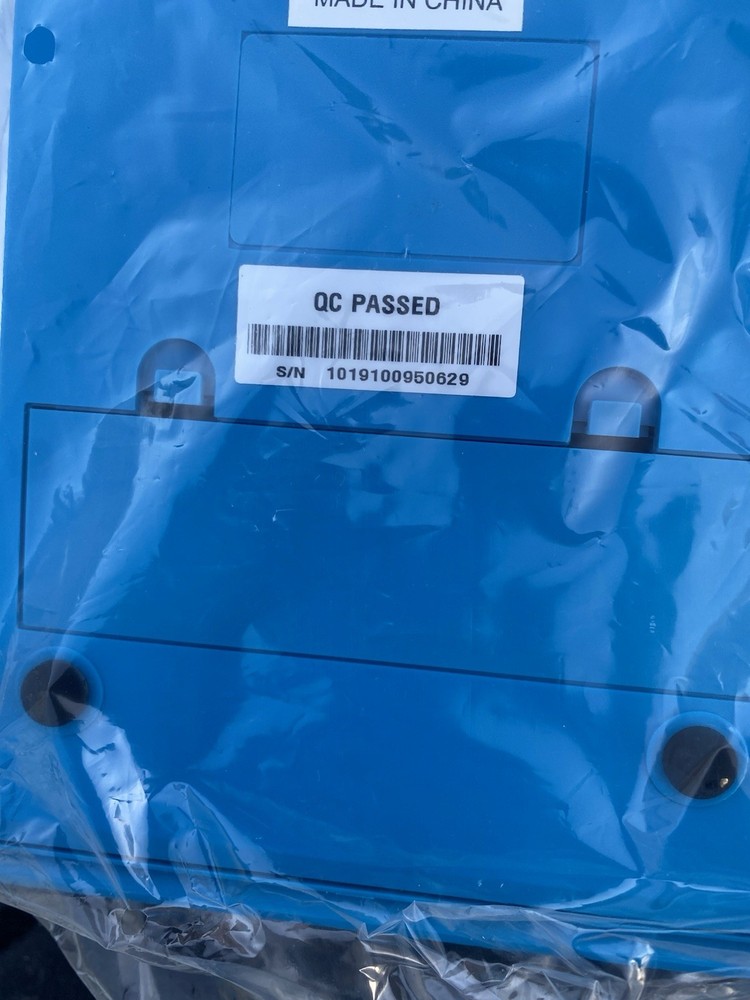 MADE IN CHINA
QC PASSED
S/N 1019100950629